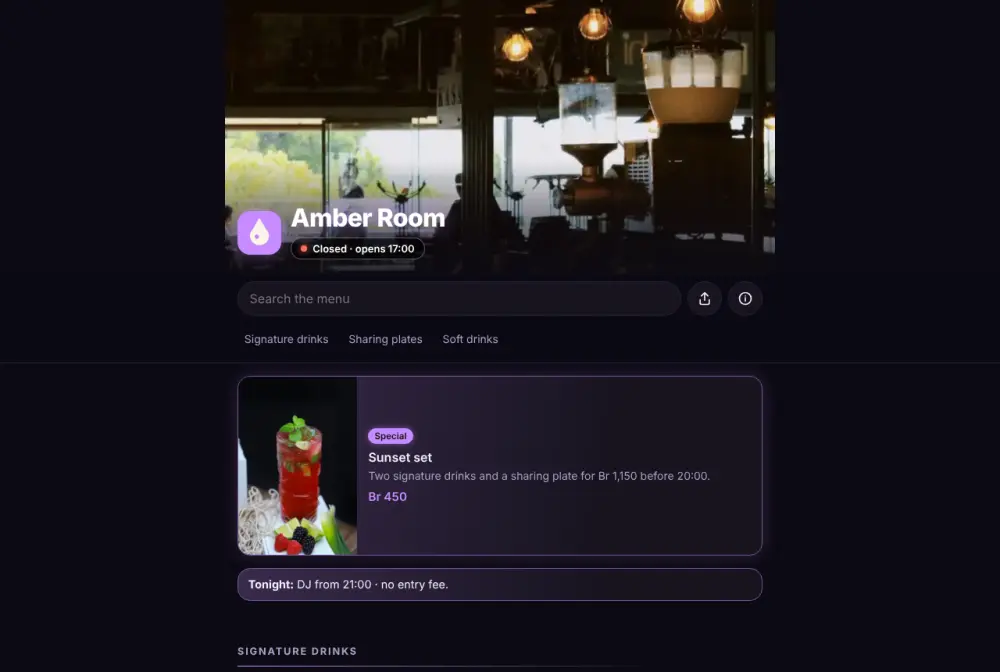 Amber Room
Closed · opens 17:00
Search the menu
Signature drinks Sharing plates Soft drinks
Special
Sunset set
Two signature drinks and a sharing plate for Br 1,150 before 20:00.
Br 450
Tonight: DJ from 21:00 · no entry fee.
SIGNATURE DRINKS